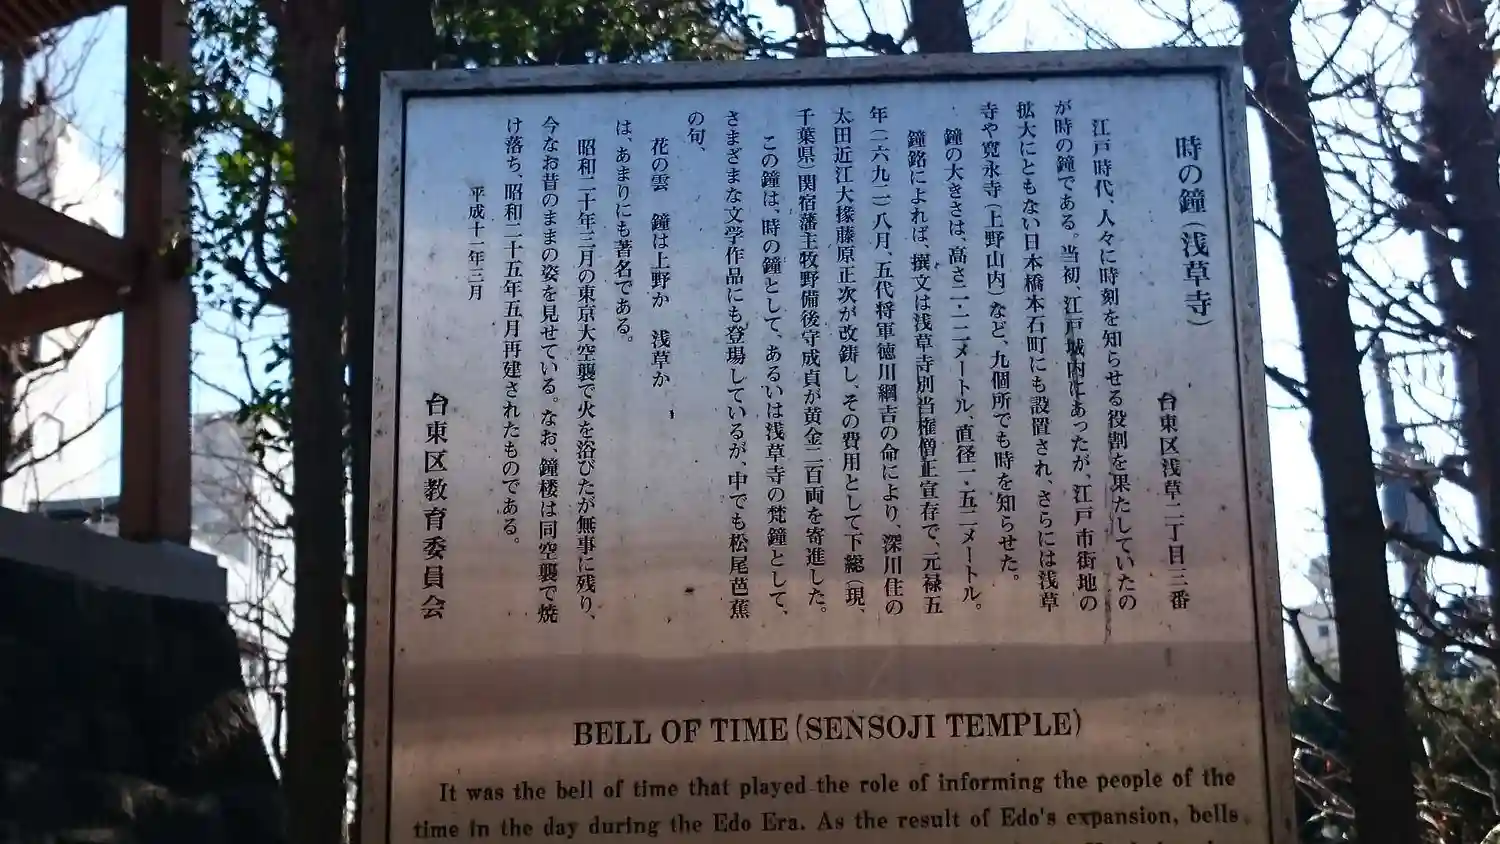 時の鐘(浅草寺)
台東区浅草二丁目三番
江戸時代、人々に時刻を知らせる役割を果たしていたの
が時の鐘である。当初、江戸城内にあったが、江戸市街地の
拡大にともない日本橋本石町にも設置され、さらには浅草
寺や寛永寺(上野山内)など、九個所でも時を知らせた。
鐘の大きさは、高さ二・一二メートル、直径一・五二メートル。
鐘銘によれば、撰文は浅草寺別当権僧正宣存で、元禄五
年(一六九二)八月、五代将軍徳川綱吉の命により、深川住の
太田近江大掾藤原正次が改鋳し、その費用として下総(現、
千葉県)関宿藩主牧野備後守成貞が黄金二百両を寄進した。
この鐘は、時の鐘として、あるいは浅草寺の梵鐘として、
さまざまな文学作品にも登場しているが、中でも松尾芭蕉
の句、
花の雲 鐘は上野か 浅草か
は、あまりにも著名である。
昭和二十年三月の東京大空襲で火を浴びたが無事に残り、
今なお昔のままの姿を見せている。なお、鐘楼は同空襲で焼
け落ち、昭和二十五年五月再建されたものである。
平成十一年三月
台東区教育委員会
BELL OF TIME (SENSOJI TEMPLE)
It was the bell of time that played the role of informing the people of the
time in the day during the Edo Era. As the result of Edo's expansion, bells